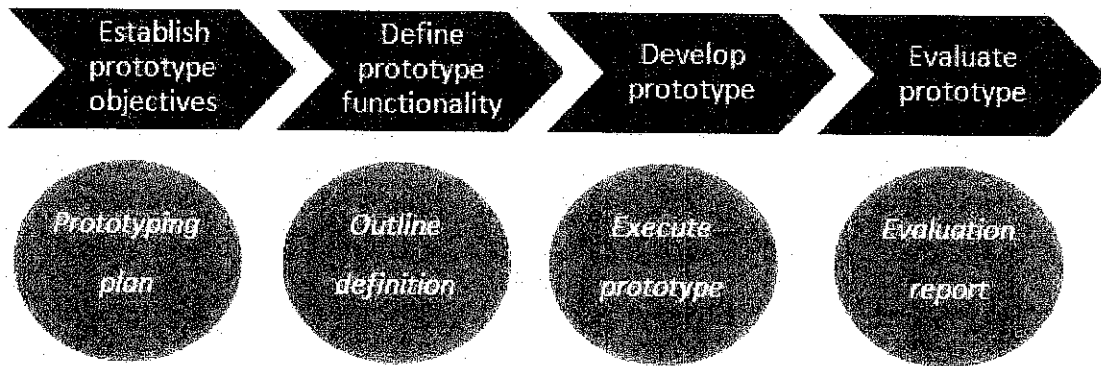 Establish
prototype
objectives
Define
prototype
functionality
Develop
prototype
Evaluate
prototype
Prototyping
plan
Outline
definition
Execute
prototype
Evaluation
report